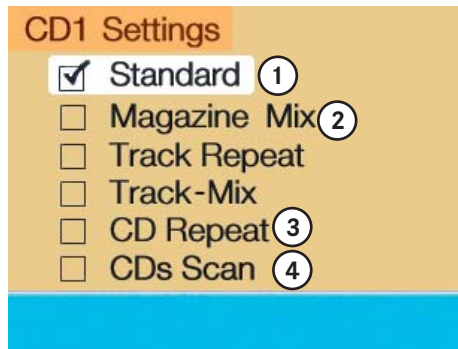 CD1 Settings
Standard 1
Magazine Mix 2
Track Repeat
Track-Mix
CD Repeat 3
CDs Scan 4